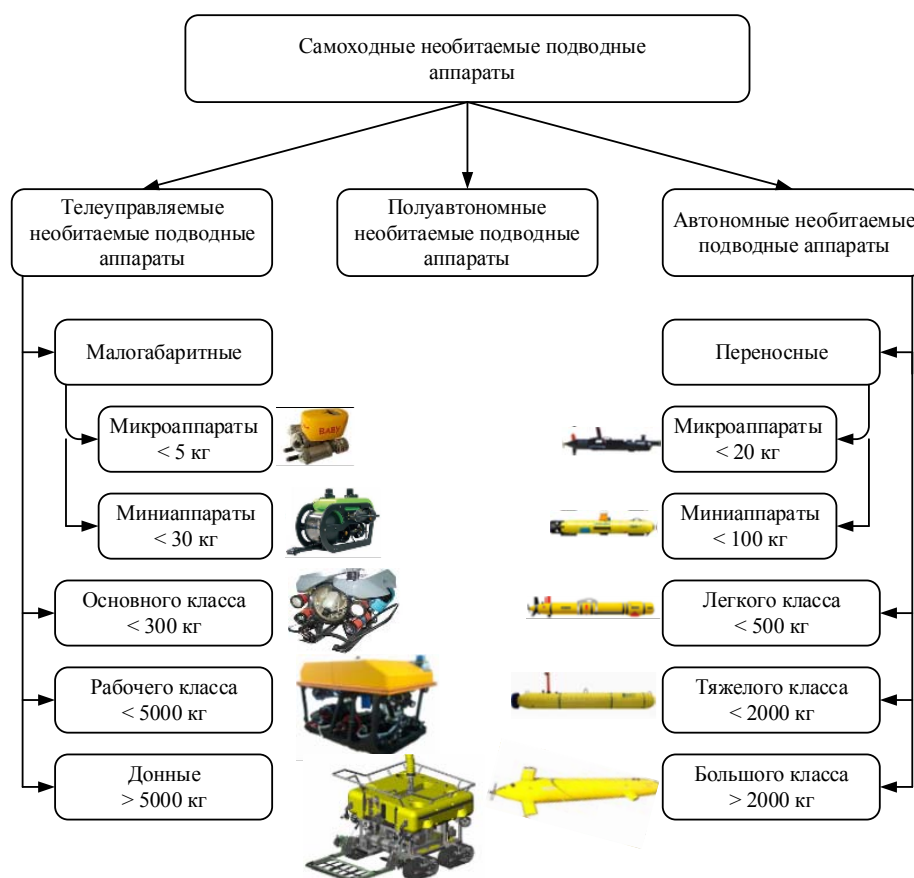 Самоходные необитаемые подводные
аппараты
Телеуправляемые
необитаемые подводные
аппараты
Полуавтономные
необитаемые подводные
аппараты
Автономные необитаемые
подводные аппараты
Малогабаритные
Переносные
Микроаппараты
< 5 кг
BABY
Микроаппараты
< 20 кг
Миниаппараты
< 30 кг
Миниаппараты
< 100 кг
Основного класса
< 300 кг
Легкого класса
< 500 кг
Рабочего класса
< 5000 кг
Тяжелого класса
< 2000 кг
Донные
> 5000 кг
Большого класса
> 2000 кг